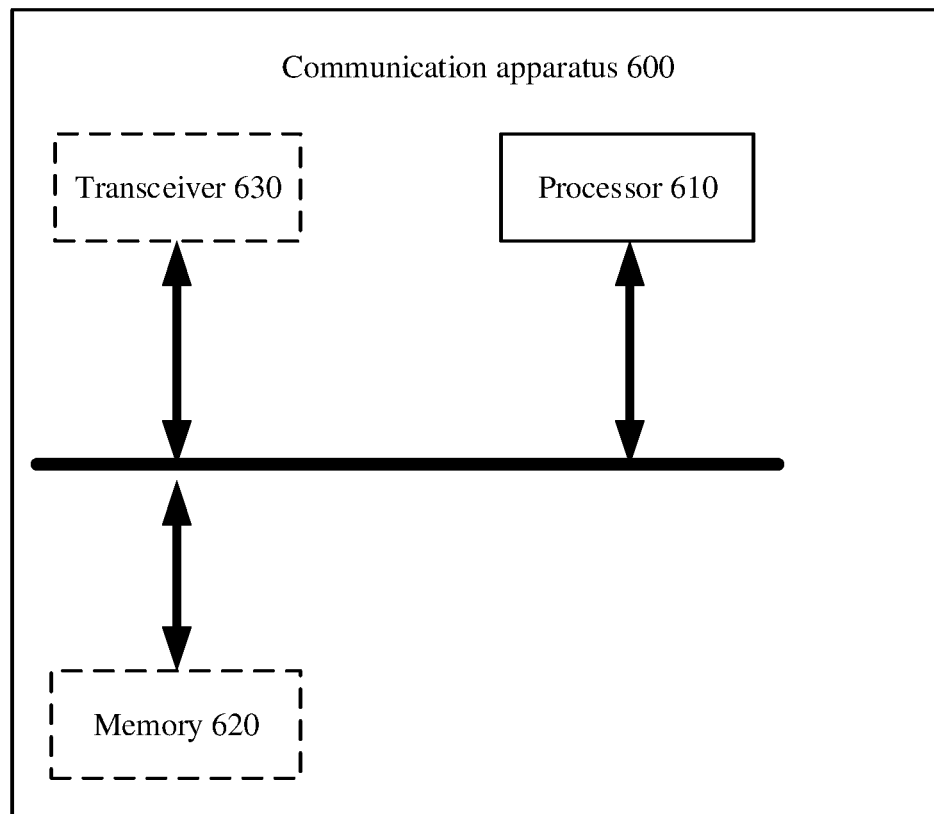 Communication apparatus 600
Transceiver 630
Processor 610
Memory 620